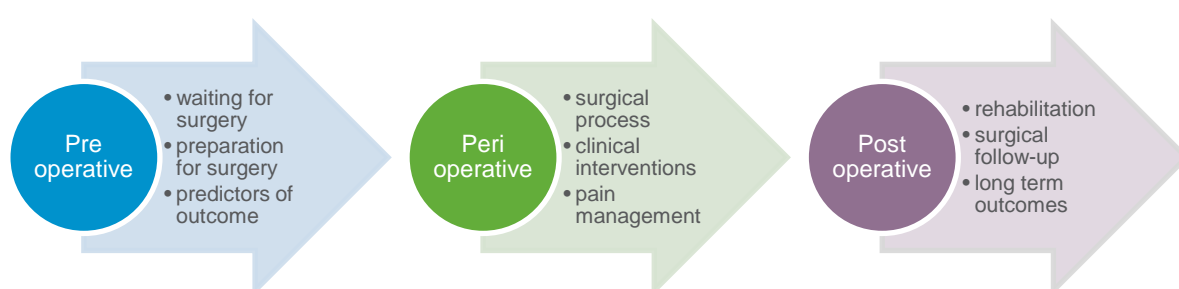 Pre
operative
• waiting for
surgery
• preparation
for surgery
• predictors of
outcome
Peri
operative
• surgical
process
• clinical
interventions
• pain
management
Post
operative
• rehabilitation
• surgical
follow-up
• long term
outcomes